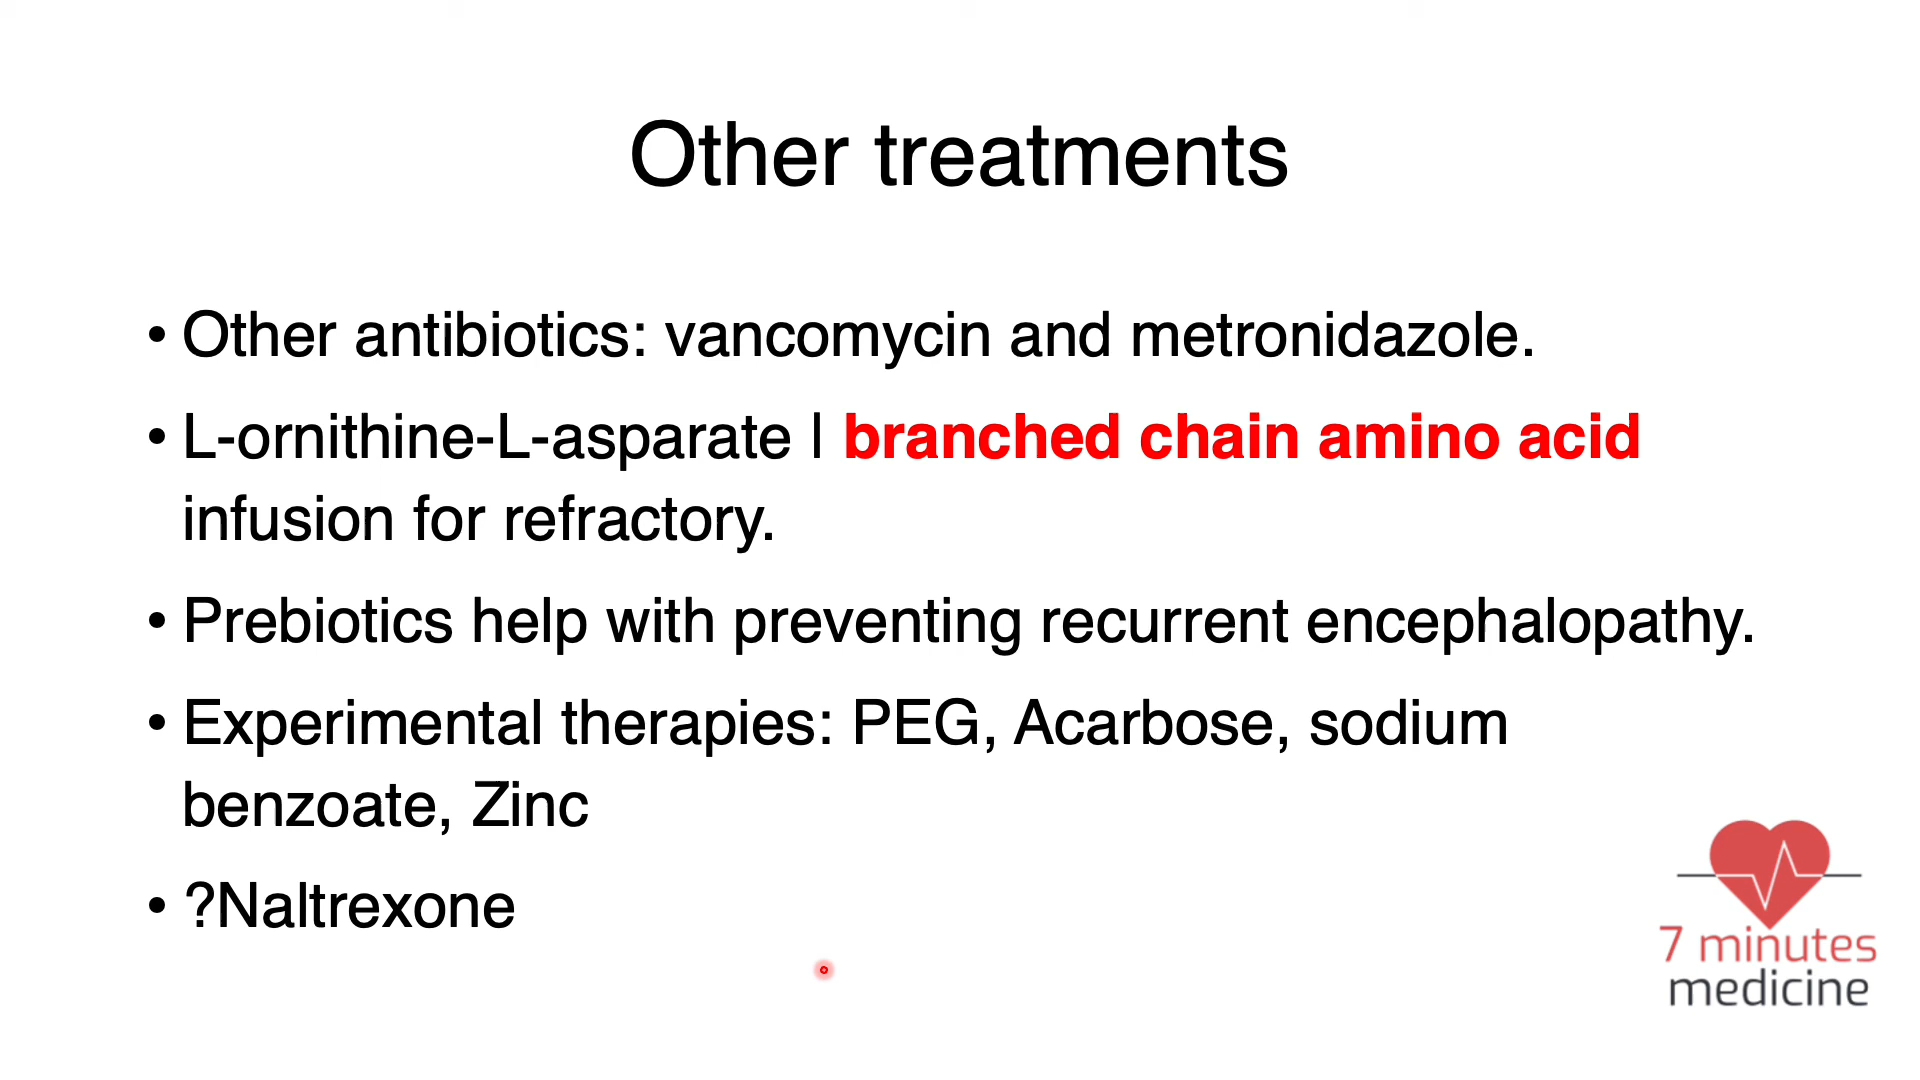 Other treatments
• Other antibiotics: vancomycin and metronidazole.
• L-ornithine-L-asparate | branched chain amino acid
infusion for refractory.
• Prebiotics help with preventing recurrent encephalopathy.
• Experimental therapies: PEG, Acarbose, sodium
benzoate, Zinc
• ?Naltrexone
7 minutes
medicine